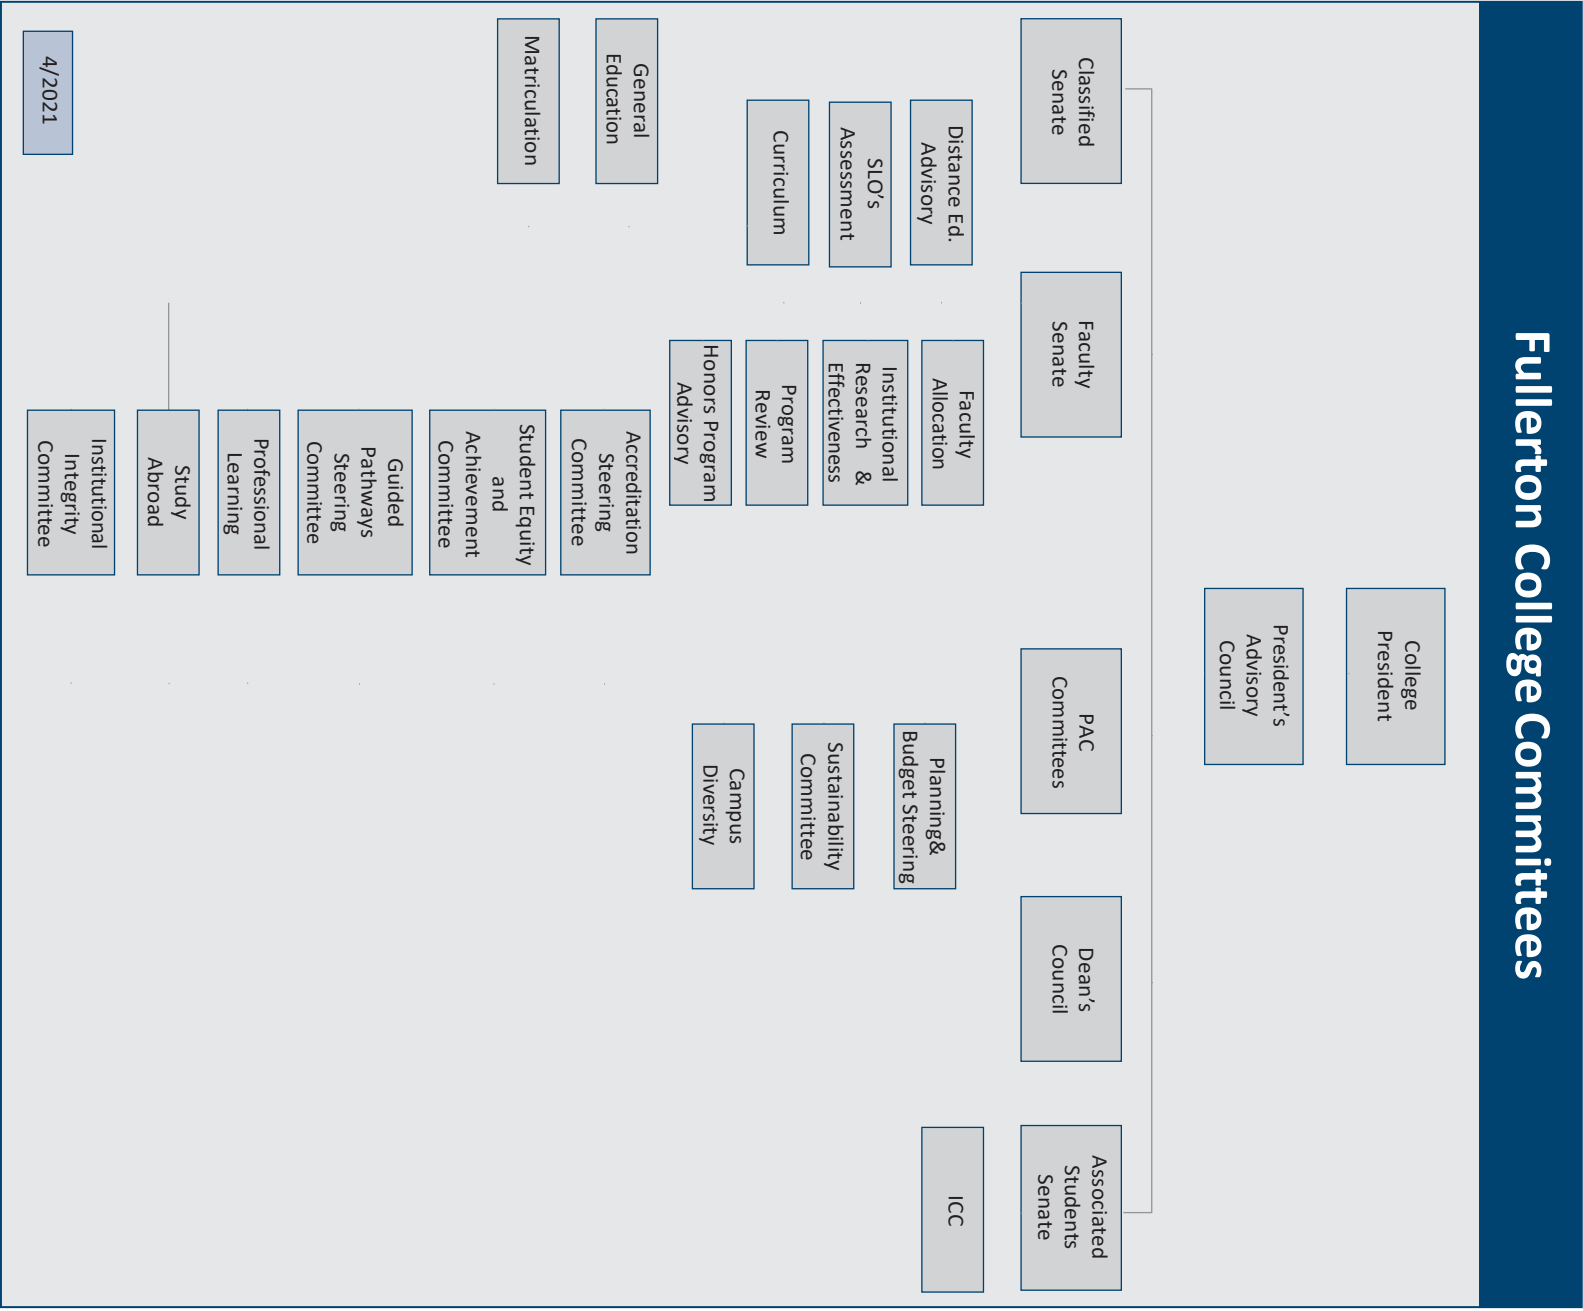 Fullerton College Committees
College
President
President's
Advisory
Council
Classified
Senate
Faculty
Senate
PAC
Committees
Dean's
Council
Associated
Students
Senate
Distance Ed.
Advisory
SLO's
Assessment
Curriculum
General
Education
Matriculation
Faculty
Allocation
Institutional
Research &
Effectiveness
Program
Review
Honors Program
Advisory
Accreditation
Steering
Committee
Student Equity
and
Achievement
Committee
Guided
Pathways
Steering
Committee
Professional
Learning
Study
Abroad
Institutional
Integrity
Committee
Planning&
Budget Steering
Sustainability
Committee
Campus
Diversity
ICC
4/2021